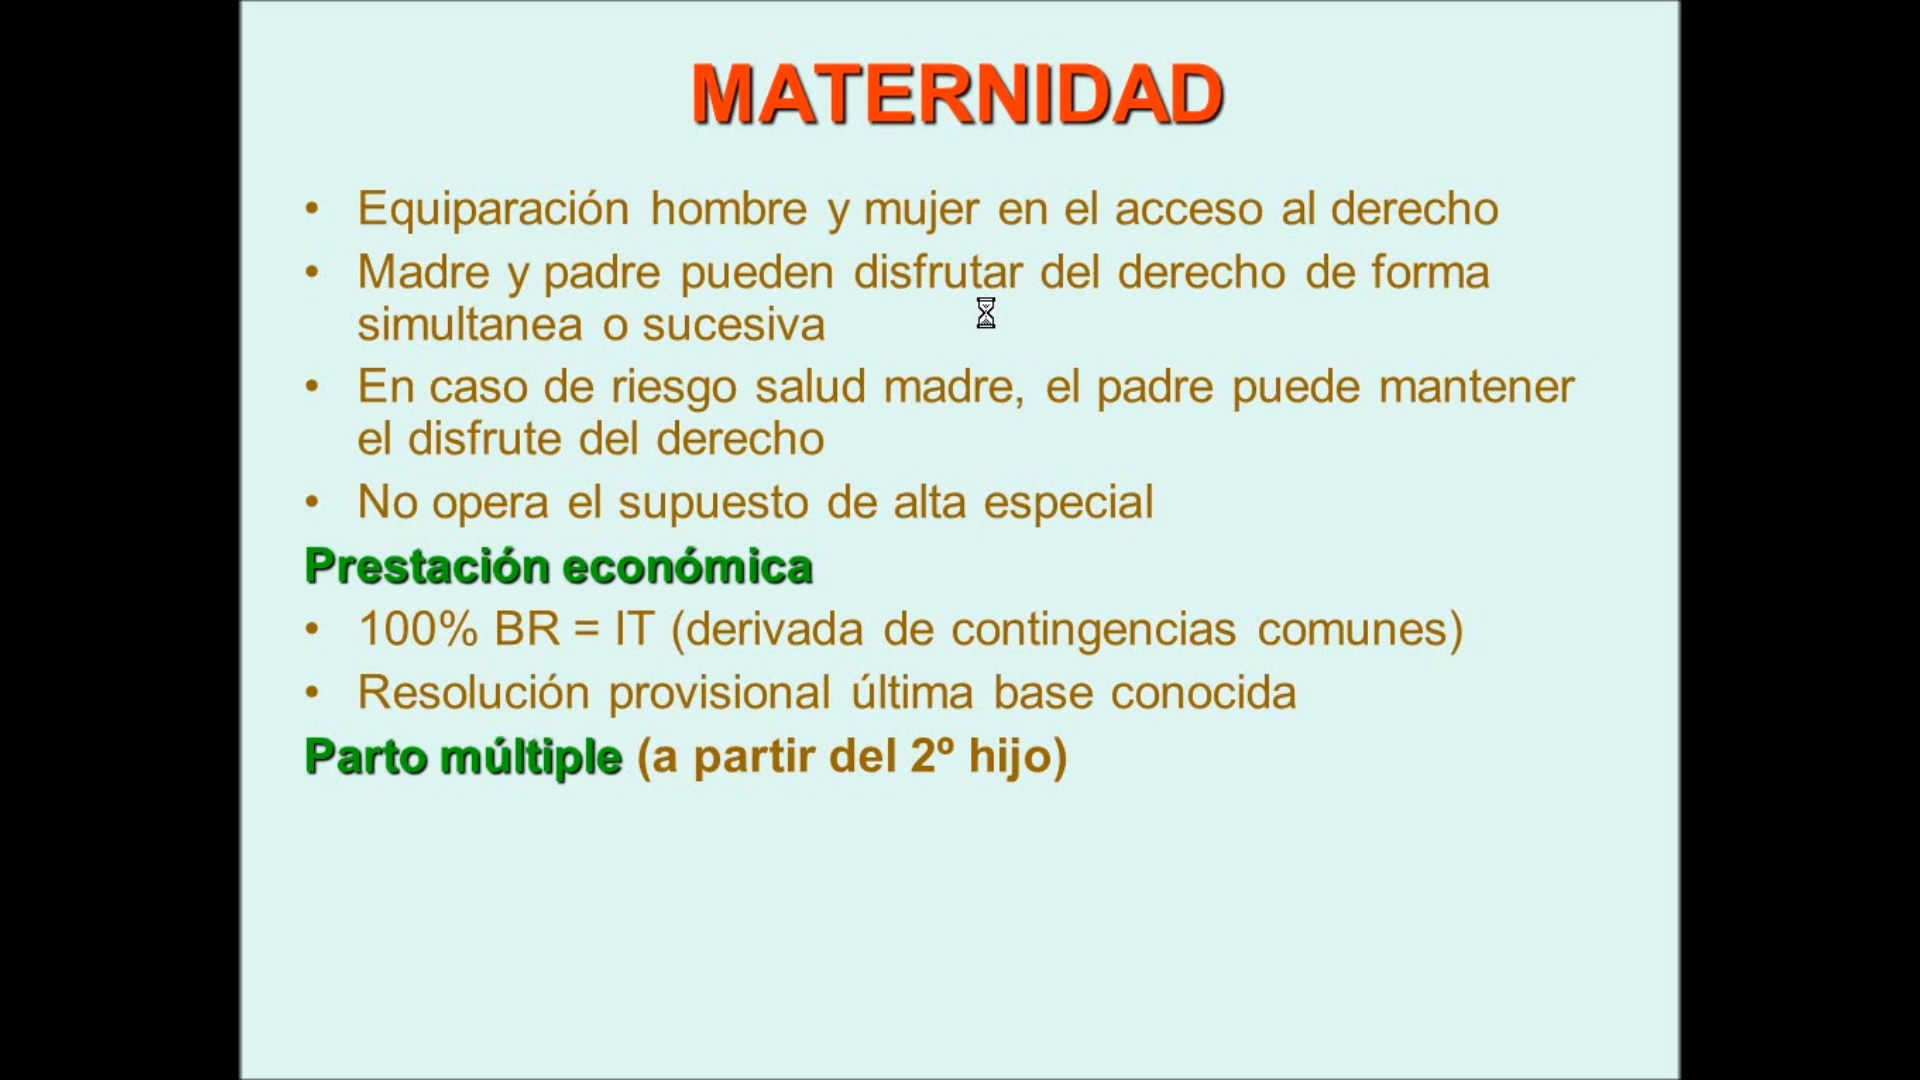 MATERNIDAD
• Equiparación hombre y mujer en el acceso al derecho
• Madre y padre pueden disfrutar del derecho de forma
simultanea o sucesiva
• En caso de riesgo salud madre, el padre puede mantener
el disfrute del derecho
• No opera el supuesto de alta especial
Prestación económica
• 100% BR = IT (derivada de contingencias comunes)
• Resolución provisional última base conocida
Parto múltiple (a partir del 2º hijo)